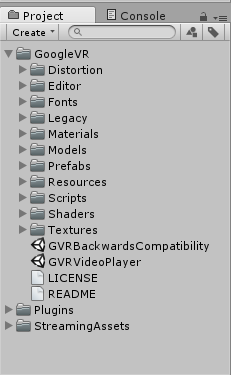 Project
Console
Create
GoogleVR
Distortion
Editor
Fonts
Legacy
Materials
Models
Prefabs
Resources
Scripts
Shaders
Textures
GVRBackwardsCompatibility
GVRVideoPlayer
LICENSE
README
Plugins
StreamingAssets